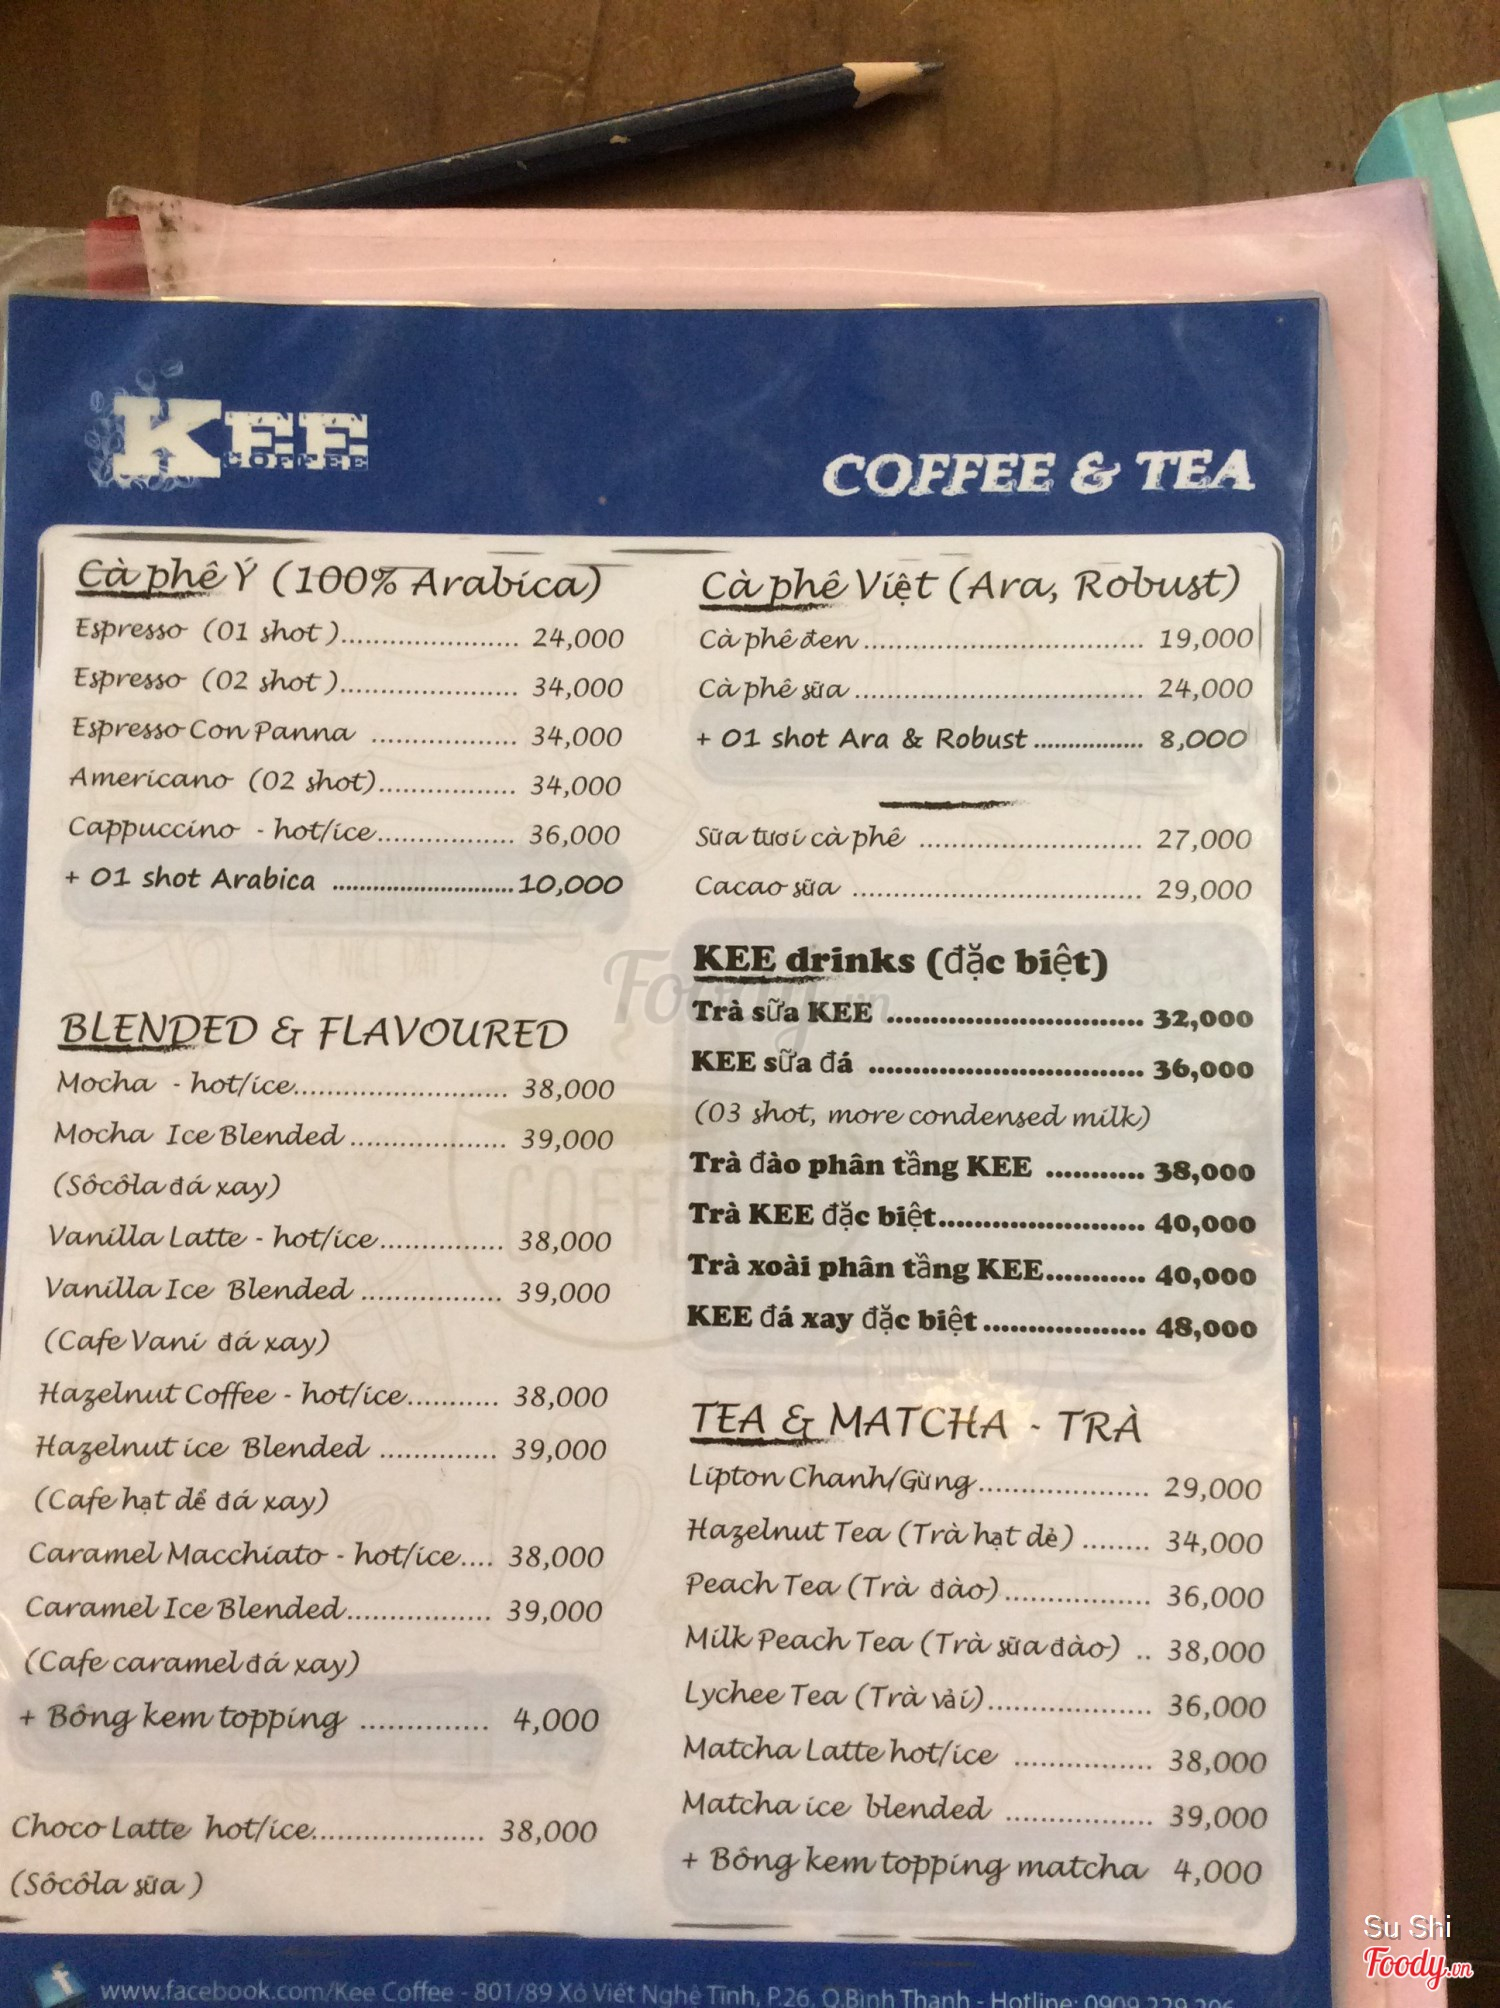 KEE
COFFEE
COFFEE & TEA
Cà phê Ý (100% Arabica)
Espresso (01 shot)..................... 24,000
Espresso (02 shot)..................... 34,000
Espresso Con Panna .................. 34,000
Americano (02 shot)................. 34,000
Cappuccino - hot/ice................. 36,000
+ 01 shot Arabica ...........................10,000
BLENDED & FLAVOURED
Mocha - hot/ice.......................... 38,000
Mocha Ice Blended ................... 39,000
(Sôcôla đá xay)
Vanilla Latte - hot/ice............... 38,000
Vanilla Ice Blended ................. 39,000
(Cafe Vani đá xay)
Hazelnut Coffee - hot/ice........... 38,000
Hazelnut ice Blended .............. 39,000
(Cafe hạt dẻ đá xay)
Caramel Macchiato - hot/ice.... 38,000
Caramel Ice Blended.................. 39,000
(Cafe caramel đá xay)
+ Bông kem topping .............. 4,000
Choco Latte hot/ice..................... 38,000
(Sôcôla sữa)
Cà phê Việt (Ara, Robust)
Cà phê đen .................................. 19,000
Cà phê sữa ................................... 24,000
+ 01 shot Ara & Robust ................. 8,000
Sữa tươi cà phê ........................... 27,000
Cacao sữa ................................... 29,000
KEE drinks (đặc biệt)
Trà sữa KEE .............................. 32,000
KEE sữa đá ................................ 36,000
(03 shot, more condensed milk)
Trà đào phân tầng KEE ............ 38,000
Trà KEE đặc biệt........................ 40,000
Trà xoài phân tầng KEE............ 40,000
KEE đá xay đặc biệt ................... 48,000
TEA & MATCHA - TRÀ
Lipton Chanh/Gừng..................... 29,000
Hazelnut Tea (Trà hạt dẻ) ........ 34,000
Peach Tea (Trà đào).................. 36,000
Milk Peach Tea (Trà sữa đào) .. 38,000
Lychee Tea (Trà vải).................... 36,000
Matcha Latte hot/ice ................. 38,000
Matcha ice blended .................. 39,000
+ Bông kem topping matcha 4,000
www.facebook.com/Kee Coffee - 801/89 Xô Viết Nghệ Tĩnh, P.26, Q.Bình Thạnh - Hotline: 0909 229 206
Foody.vn
Su Shi
Foody.vn